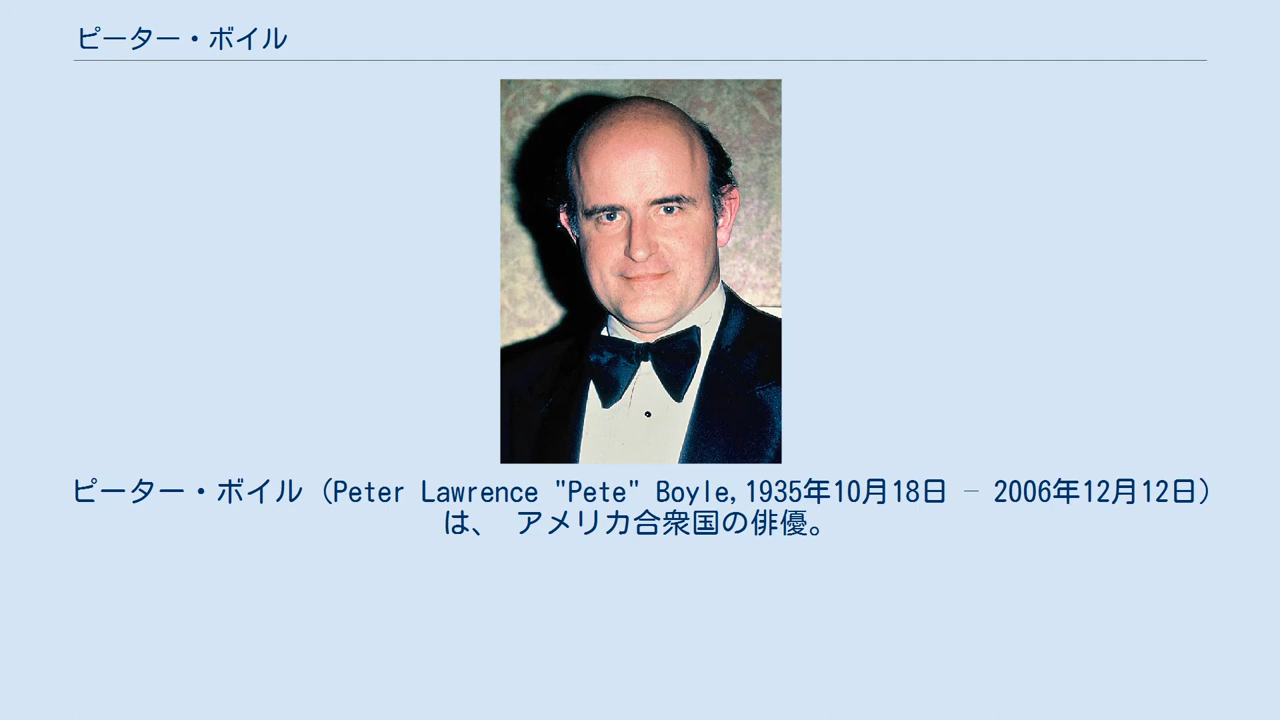 ピーター・ボイル
ピーター・ボイル（Peter Lawrence "Pete" Boyle,1935年10月18日 – 2006年12月12日）
は、 アメリカ合衆国の俳優。